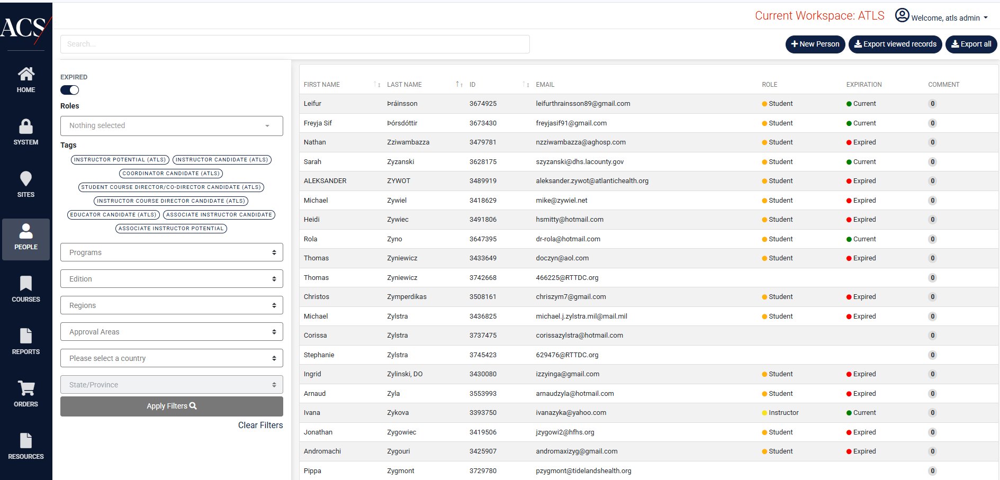 ACS
Current Workspace: ATLS
Welcome, atls admin
Search...
New Person
Export viewed records
Export all
HOME
SYSTEM
SITES
PEOPLE
COURSES
REPORTS
ORDERS
RESOURCES
EXPIRED
Roles
Nothing selected
Tags
INSTRUCTOR POTENTIAL (ATLS) INSTRUCTOR CANDIDATE (ATLS)
COORDINATOR CANDIDATE (ATLS)
STUDENT COURSE DIRECTOR/CO-DIRECTOR CANDIDATE (ATLS)
INSTRUCTOR COURSE DIRECTOR CANDIDATE (ATLS)
EDUCATOR CANDIDATE (ATLS) ASSOCIATE INSTRUCTOR CANDIDATE
ASSOCIATE INSTRUCTOR POTENTIAL
Programs
Edition
Regions
Approval Areas
Please select a country
State/Province
Apply Filters
Clear Filters
FIRST NAME LAST NAME ID EMAIL ROLE EXPIRATION COMMENT
Leifur Þráinsson 3674925 leifurthrainsson89@gmail.com Student Current 0
Freyja Sif Þórsdóttir 3673430 freyjasif91@gmail.com Student Current 0
Nathan Zziwambazza 3479781 nzziwambazza@aghosp.com Student Expired 0
Sarah Zyzanski 3628175 szyzanski@dhs.lacounty.gov Student Current 0
ALEKSANDER ZYWOT 3489919 aleksander.zywot@atlantichealth.org Student Expired 0
Michael Zywiel 3418629 mike@zywiel.net Student Expired 0
Heidi Zywiec 3491806 hsmitty@hotmail.com Student Expired 0
Rola Zyno 3647395 dr-rola@hotmail.com Student Current 0
Thomas Zyniewicz 3433649 doczyn@aol.com Student Expired 0
Thomas Zyniewicz 3742668 466225@RTTDC.org 0
Christos Zymperdikas 3508161 chriszym7@gmail.com Student Expired 0
Michael Zylstra 3436825 michael.j.zylstra.mil@mail.mil Student Expired 0
Corissa Zylstra 3737475 corissazylstra@hotmail.com 0
Stephanie Zylstra 3745423 629476@RTTDC.org 0
Ingrid Zylinski, DO 3430080 izzyinga@gmail.com Student Expired 0
Arnaud Zyla 3553993 arnaudzyla@hotmail.com Student Expired 0
Ivana Zykova 3393750 ivanazyka@yahoo.com Instructor Current 0
Jonathan Zygowiec 3419506 jzygowi2@hfhs.org Student Expired 0
Andromachi Zygouri 3425907 andromaxizyg@gmail.com Student Expired 0
Pippa Zygmont 3729780 pzygmont@tidelandshealth.org 0